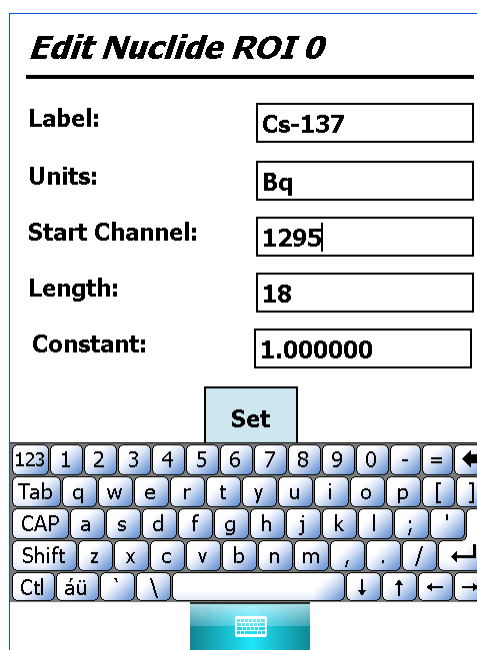 Edit Nuclide ROI 0
Label: Cs-137
Units: Bq
Start Channel: 1295
Length: 18
Constant: 1.000000
Set
123 1 2 3 4 5 6 7 8 9 0 - = 
Tab q w e r t y u i o p [ ]
CAP a s d f g h j k l ; '
Shift z x c v b n m , . /
Ctl áü ` \ ↓ ↑ ← →